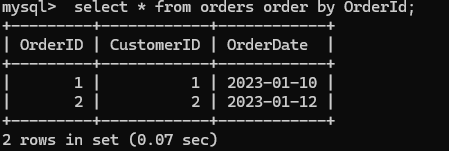 mysql>  select * from orders order by OrderId;
+---------+------------+------------+
| OrderID | CustomerID | OrderDate  |
+---------+------------+------------+
|       1 |          1 | 2023-01-10 |
|       2 |          2 | 2023-01-12 |
+---------+------------+------------+
2 rows in set (0.07 sec)